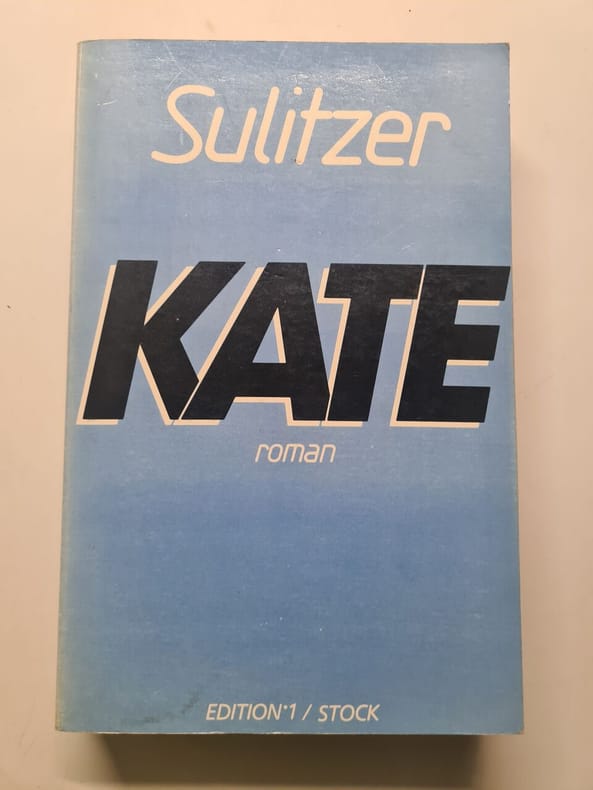 Sulitzer
KATE
roman
EDITION•1 / STOCK